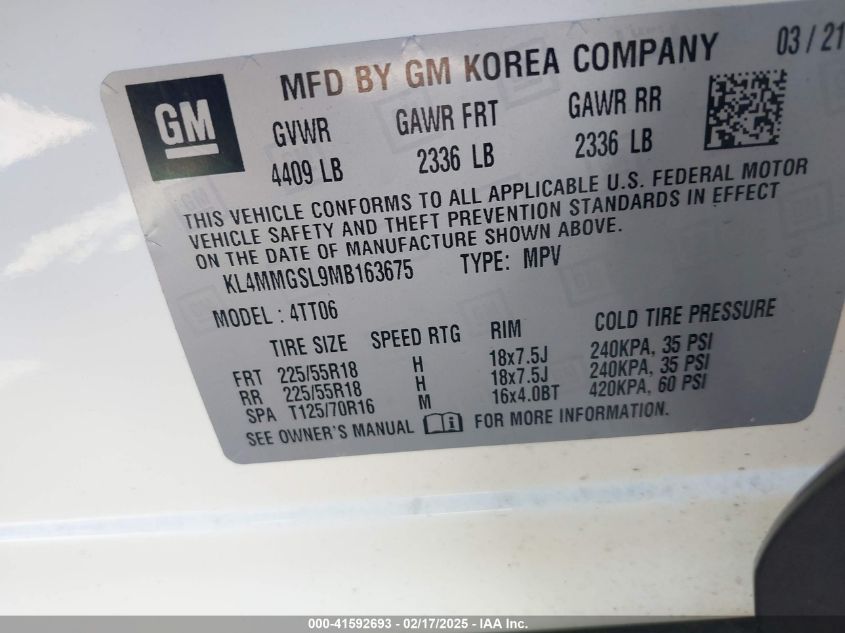 MFD BY GM KOREA COMPANY 03 / 21
GM
GVWR GAWR FRT GAWR RR
4409 LB 2336 LB 2336 LB
THIS VEHICLE CONFORMS TO ALL APPLICABLE U.S. FEDERAL MOTOR
VEHICLE SAFETY AND THEFT PREVENTION STANDARDS IN EFFECT
ON THE DATE OF MANUFACTURE SHOWN ABOVE.
KL4MMGSL9MB163675 TYPE: MPV
MODEL : 4TT06
TIRE SIZE SPEED RTG RIM COLD TIRE PRESSURE
FRT 225/55R18 H 18x7.5J 240KPA, 35 PSI
RR 225/55R18 H 18x7.5J 240KPA, 35 PSI
SPA T125/70R16 M 16x4.0BT 420KPA, 60 PSI
SEE OWNER'S MANUAL i FOR MORE INFORMATION.
000-41592693 - 02/17/2025 - IAA Inc.